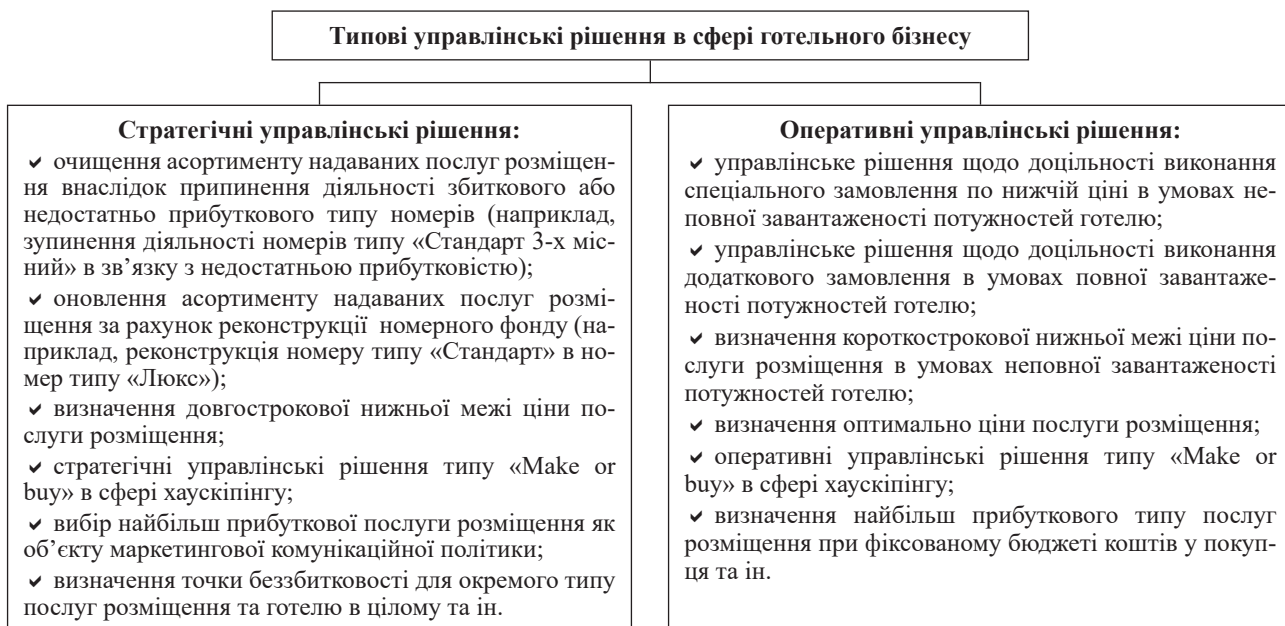 Типові управлінські рішення в сфері готельного бізнесу
Стратегічні управлінські рішення:
✓ очищення асортименту надаваних послуг розміщен-
ня внаслідок припинення діяльності збиткового або
недостатньо прибуткового типу номерів (наприклад,
зупинення діяльності номерів типу «Стандарт 3-х міс-
ний» в зв’язку з недостатньою прибутковістю);
✓ оновлення асортименту надаваних послуг розмі-
щення за рахунок реконструкції номерного фонду (на-
приклад, реконструкція номеру типу «Стандарт» в но-
мер типу «Люкс»);
✓ визначення довгострокової нижньої межі ціни по-
слуги розміщення;
✓ стратегічні управлінські рішення типу «Make or
buy» в сфері хаускіпінгу;
✓ вибір найбільш прибуткової послуги розміщення як
об’єкту маркетингової комунікаційної політики;
✓ визначення точки беззбитковості для окремого типу
послуг розміщення та готелю в цілому та ін.
Оперативні управлінські рішення:
✓ управлінське рішення щодо доцільності виконання
спеціального замовлення по нижчій ціні в умовах не-
повної завантаженості потужностей готелю;
✓ управлінське рішення щодо доцільності виконання
додаткового замовлення в умовах повної завантаже-
ності потужностей готелю;
✓ визначення короткострокової нижньої межі ціни по-
слуги розміщення в умовах неповної завантаженості
потужностей готелю;
✓ визначення оптимально ціни послуги розміщення;
✓ оперативні управлінські рішення типу «Make or
buy» в сфері хаускіпінгу;
✓ визначення найбільш прибуткового типу послуг
розміщення при фіксованому бюджеті коштів у покуп-
ця та ін.